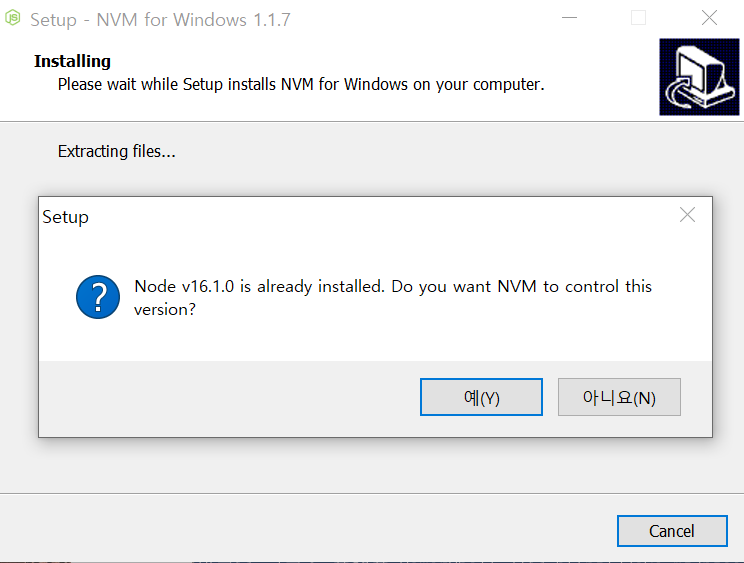 Setup - NVM for Windows 1.1.7
Installing
Please wait while Setup installs NVM for Windows on your computer.
Extracting files...
Setup
Node v16.1.0 is already installed. Do you want NVM to control this
version?
예(Y)
아니요(N)
Cancel